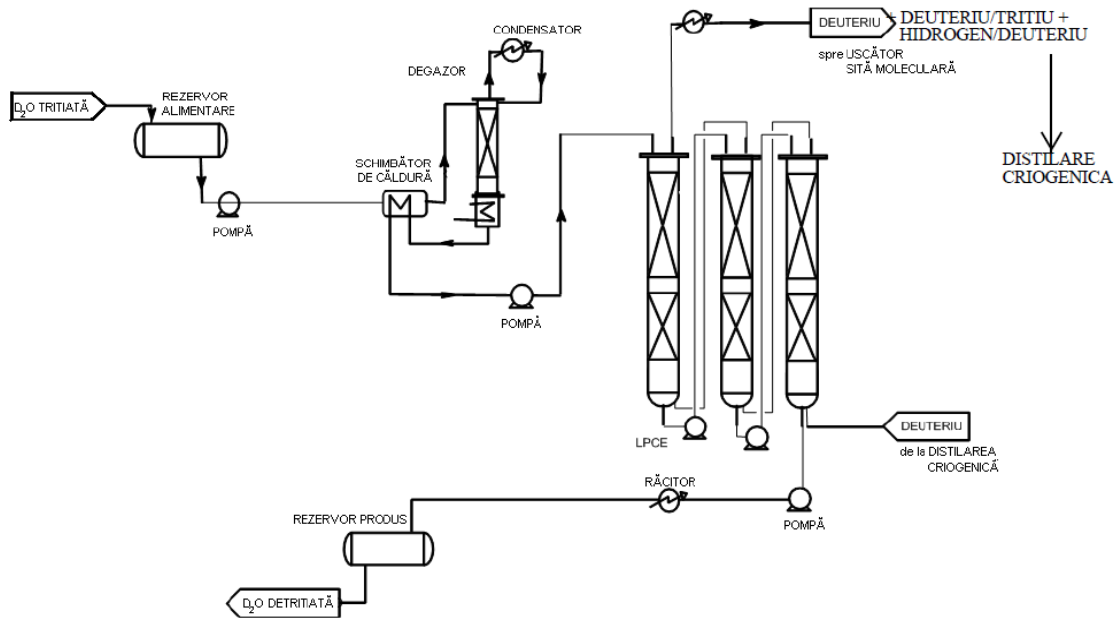 CONDENSATOR
DEGAZOR
DEUTERIU
+ DEUTERIU/TRITIU +
HIDROGEN/DEUTERIU
spre USCĂTOR
SITĂ MOLECULARĂ
D2O TRITIATĂ
REZERVOR
ALIMENTARE
SCHIMBĂTOR
DE CĂLDURĂ
DISTILARE
CRIOGENICA
POMPĂ
POMPĂ
LPCE
DEUTERIU
de la DISTILAREA
CRIOGENICĂ
RĂCITOR
REZERVOR PRODUS
POMPĂ
D2O DETRITIATĂ